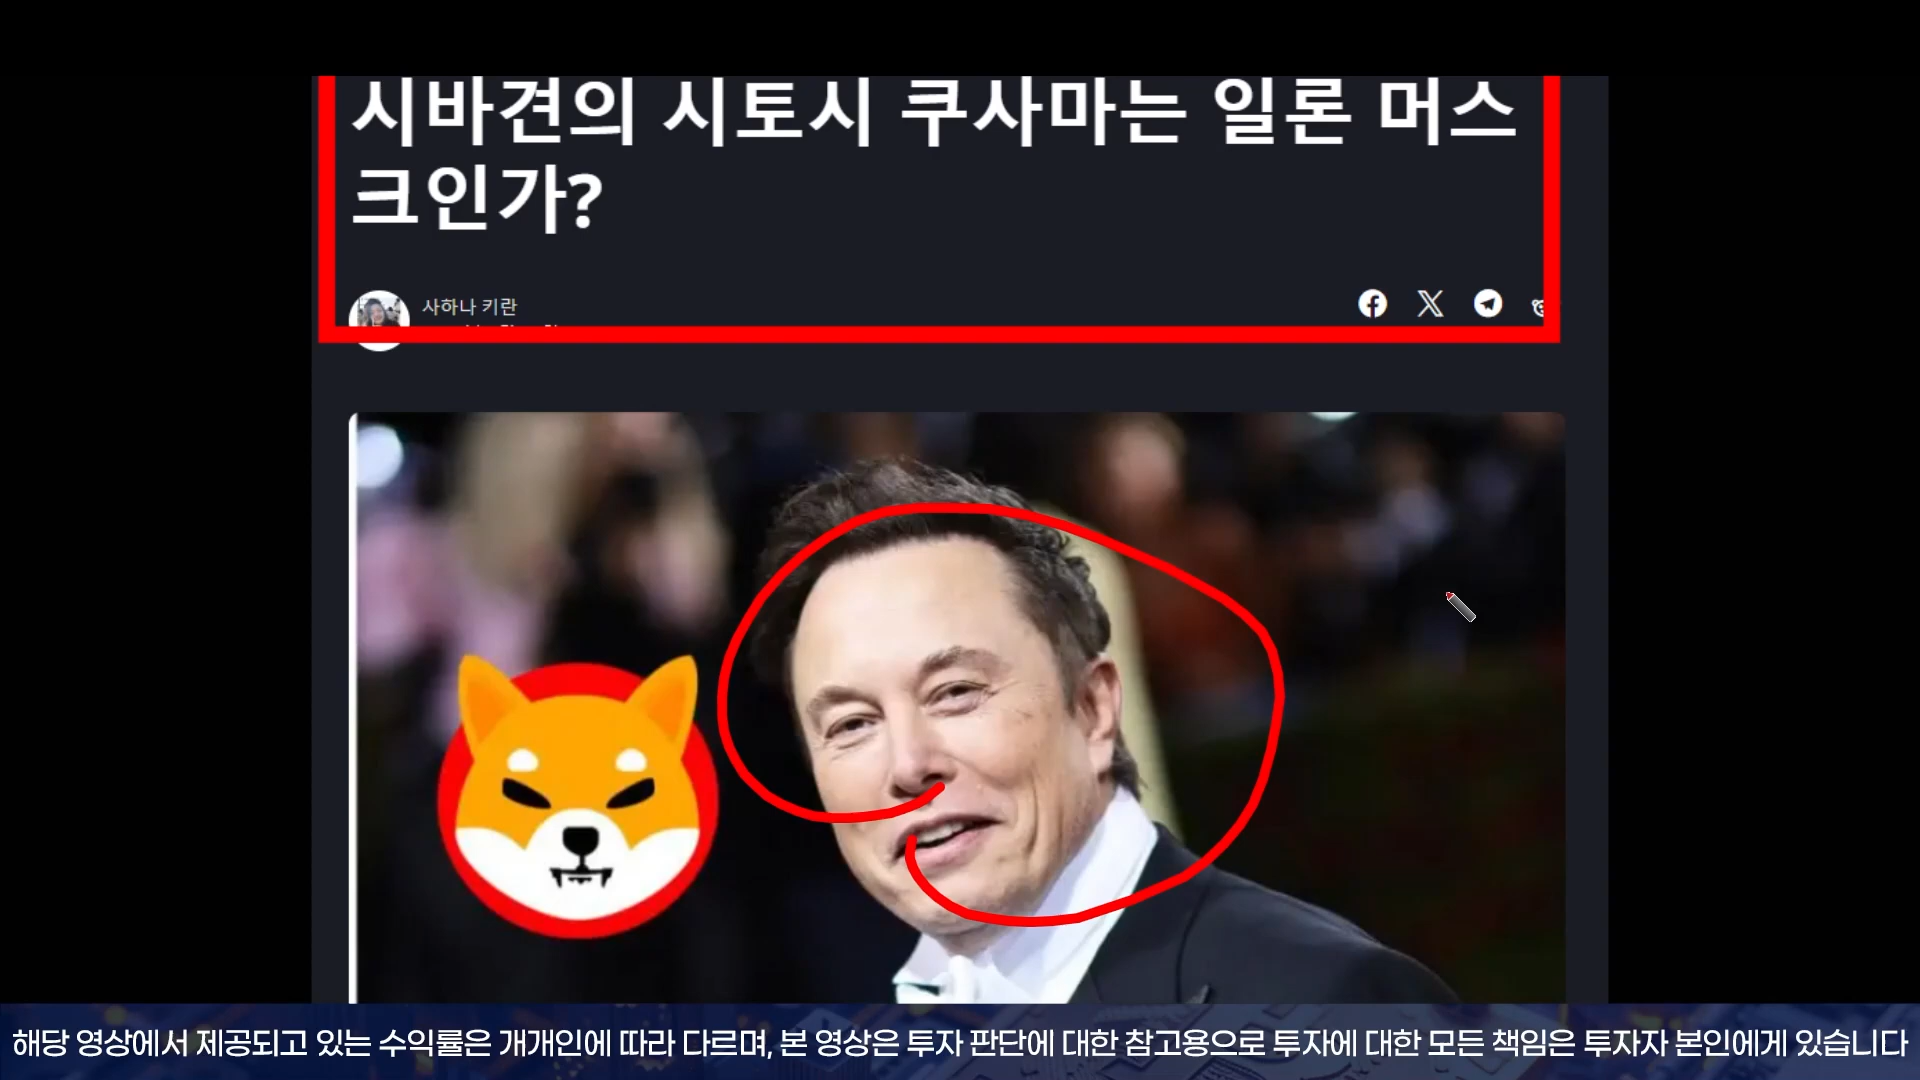 시바견의 시토시 쿠사마는 일론 머스
크인가?
사하나 키란
해당 영상에서 제공되고 있는 수익률은 개개인에 따라 다르며, 본 영상은 투자 판단에 대한 참고용으로 투자에 대한 모든 책임은 투자자 본인에게 있습니다